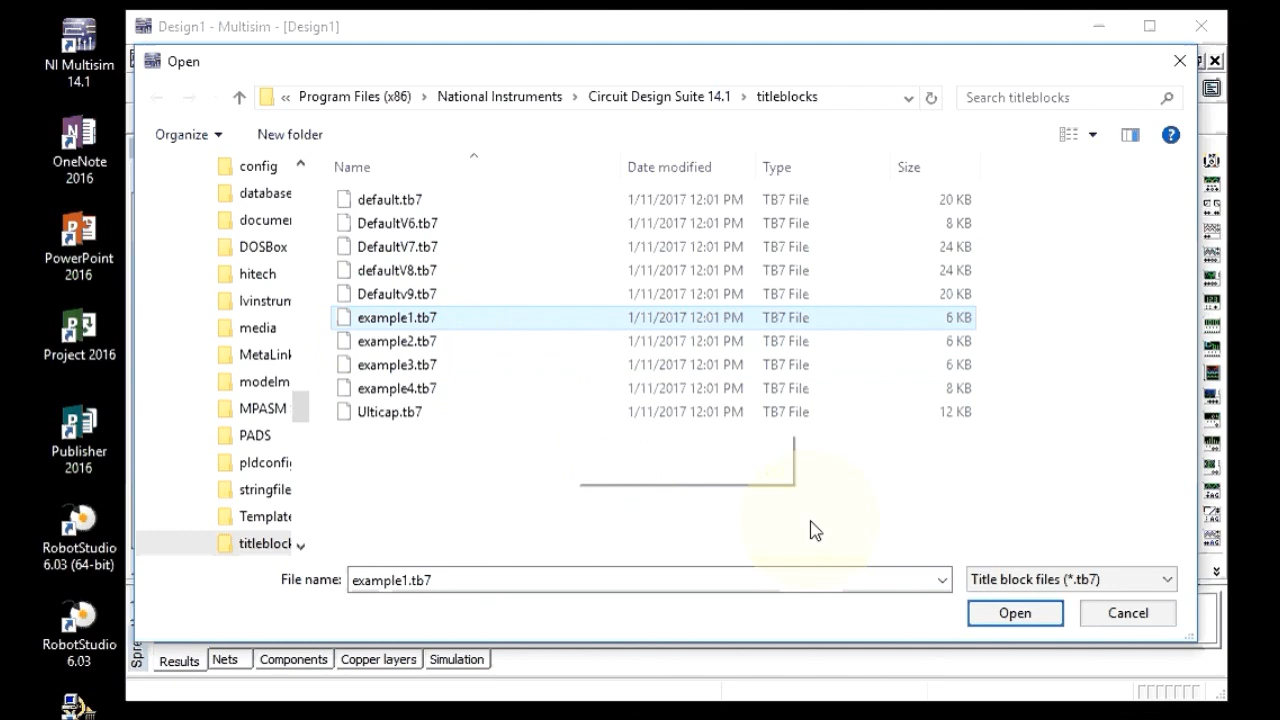 Design1 - Multisim - [Design1]
NI Multisim
14.1
OneNote
2016
PowerPoint
2016
Project 2016
Publisher
2016
RobotStudio
6.03 (64-bit)
RobotStudio
6.03
Open
« Program Files (x86) › National Instruments › Circuit Design Suite 14.1 › titleblocks
Search titleblocks
Organize
New folder
config
database
documen
DOSBox
hitech
lvinstrum
media
MetaLink
modelm
MPASM
PADS
pldconfig
stringfile
Template
titleblock
Name Date modified Type Size
default.tb7 1/11/2017 12:01 PM TB7 File 20 KB
DefaultV6.tb7 1/11/2017 12:01 PM TB7 File 8 KB
DefaultV7.tb7 1/11/2017 12:01 PM TB7 File 24 KB
defaultV8.tb7 1/11/2017 12:01 PM TB7 File 24 KB
Defaultv9.tb7 1/11/2017 12:01 PM TB7 File 20 KB
example1.tb7 1/11/2017 12:01 PM TB7 File 6 KB
example2.tb7 1/11/2017 12:01 PM TB7 File 6 KB
example3.tb7 1/11/2017 12:01 PM TB7 File 6 KB
example4.tb7 1/11/2017 12:01 PM TB7 File 8 KB
Ulticap.tb7 1/11/2017 12:01 PM TB7 File 12 KB
File name: example1.tb7
Title block files (*.tb7)
Open
Cancel
Spre
Results Nets Components Copper layers Simulation